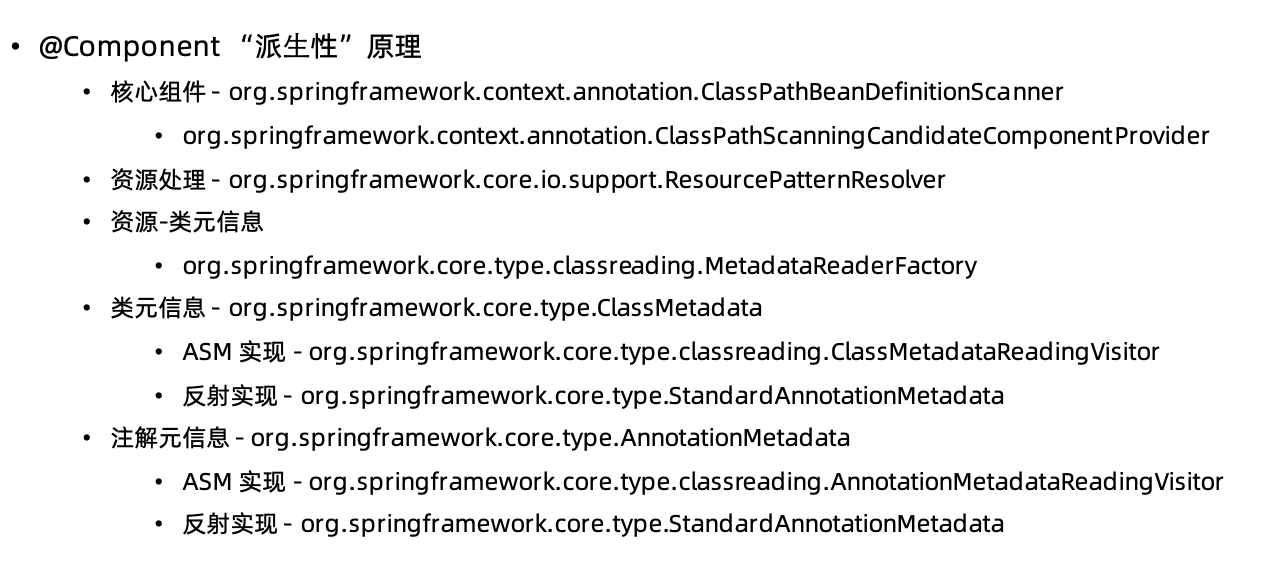 • @Component “派生性”原理
• 核心组件 - org.springframework.context.annotation.ClassPathBeanDefinitionScanner
• org.springframework.context.annotation.ClassPathScanningCandidateComponentProvider
• 资源处理 - org.springframework.core.io.support.ResourcePatternResolver
• 资源-类元信息
• org.springframework.core.type.classreading.MetadataReaderFactory
• 类元信息 - org.springframework.core.type.ClassMetadata
• ASM 实现 - org.springframework.core.type.classreading.ClassMetadataReadingVisitor
• 反射实现 - org.springframework.core.type.StandardAnnotationMetadata
• 注解元信息 - org.springframework.core.type.AnnotationMetadata
• ASM 实现 - org.springframework.core.type.classreading.AnnotationMetadataReadingVisitor
• 反射实现 - org.springframework.core.type.StandardAnnotationMetadata